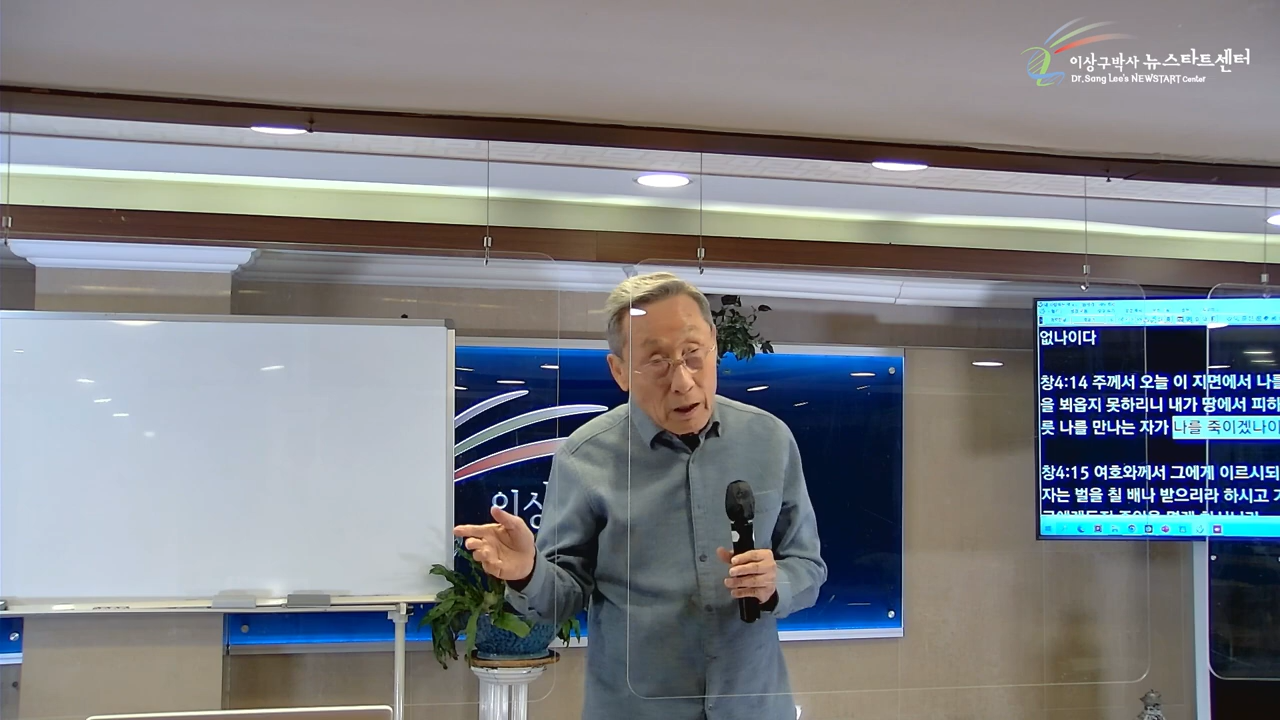 이상구박사 뉴스타트센터
Dr. Sang Lee's NEWSTART Center
이상
없나이다
창4:14 주께서 오늘 이 지면에서 나를
을 뵈옵지 못하리니 내가 땅에서 피하
롯 나를 만나는 자가 나를 죽이겠나이
창4:15 여호와께서 그에게 이르시되
자는 벌을 칠 배나 받으리라 하시고